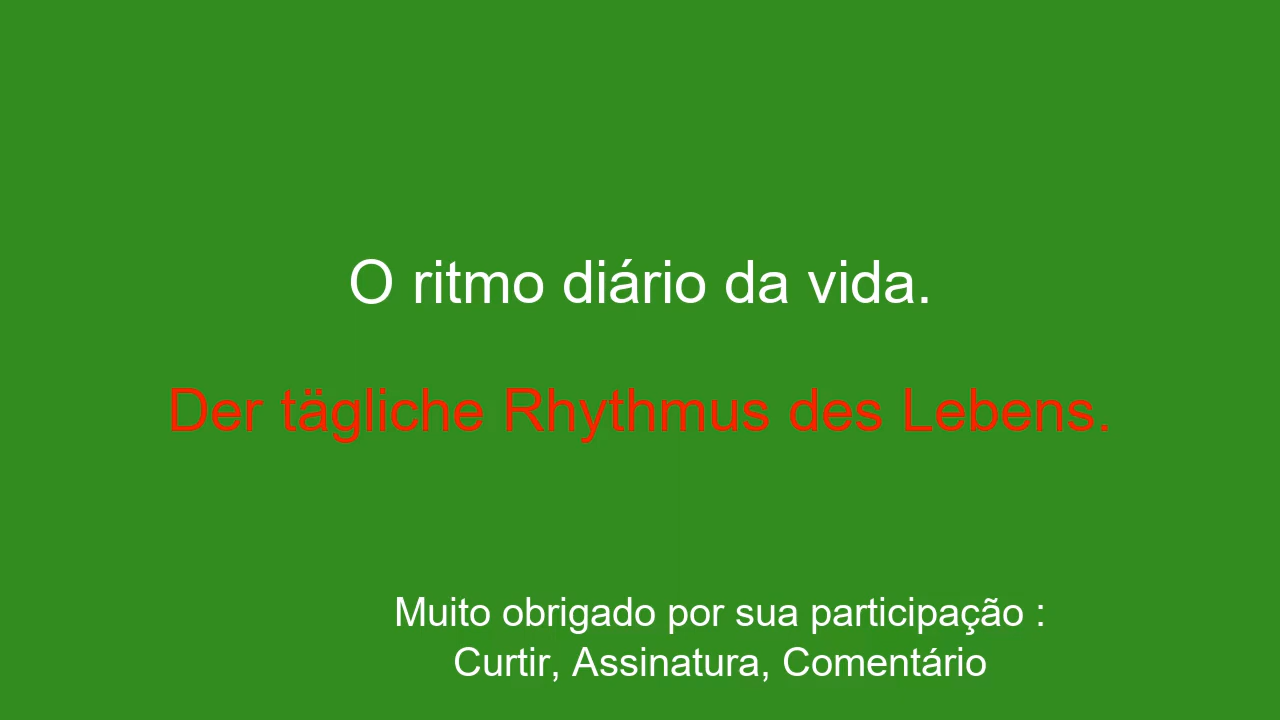 O ritmo diário da vida.
Der tägliche Rhythmus des Lebens.
Muito obrigado por sua participação :
Curtir, Assinatura, Comentário